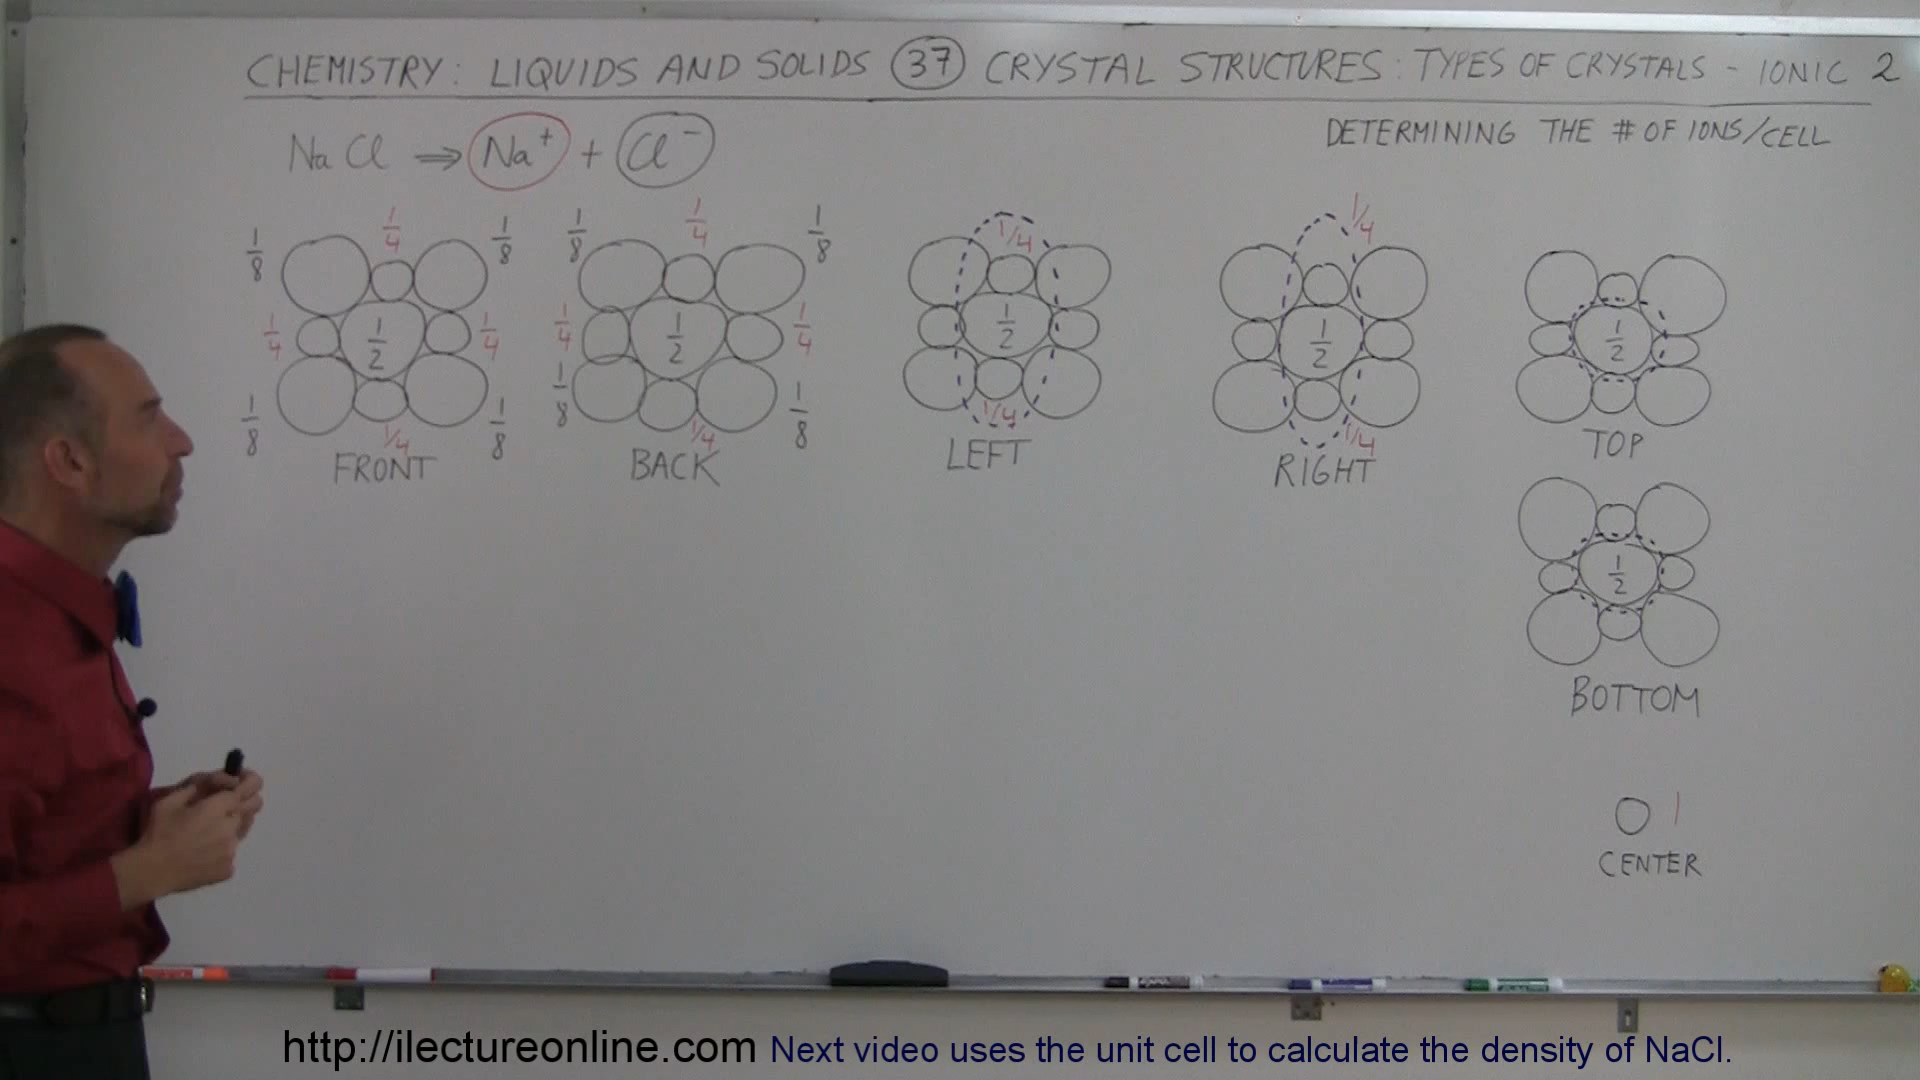 CHEMISTRY: LIQUIDS AND SOLIDS 37 CRYSTAL STRUCTURES: TYPES OF CRYSTALS - IONIC 2
NaCl ⇒ Na⁺ + Cl⁻
DETERMINING THE # OF IONS/CELL
1/8 1/4 1/8
1/4 1/2 1/4
1/8 1/4 1/8
FRONT
1/8 1/4 1/8
1/4 1/2 1/4
1/8 1/4 1/8
BACK
1/4
1/2
1/4
LEFT
1/4
1/2
1/4
RIGHT
1/2
TOP
1/2
BOTTOM
1
CENTER
http://ilectureonline.com Next video uses the unit cell to calculate the density of NaCl.